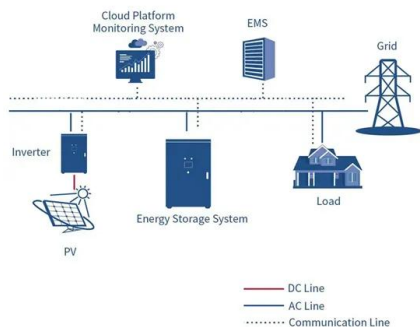 Cloud Platform
Monitoring System
EMS
Grid
Inverter
Energy Storage System
Load
PV
DC Line
AC Line
Communication Line